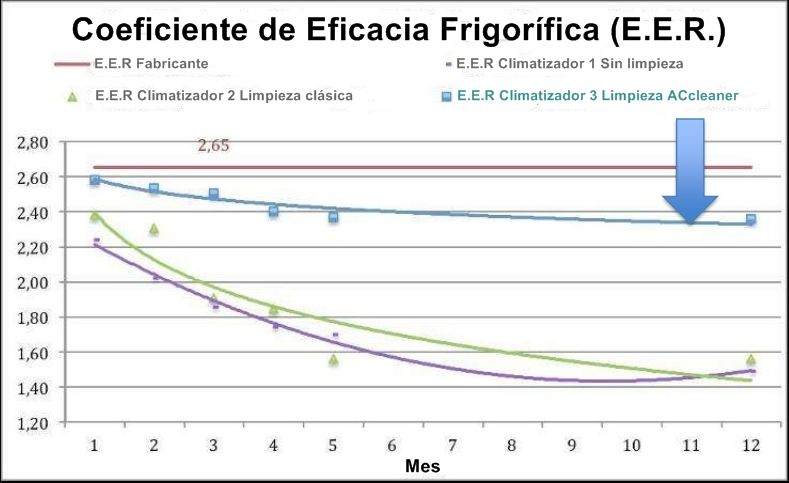 Coeficiente de Eficacia Frigorífica (E.E.R.)
E.E.R Fabricante
E.E.R Climatizador 1 Sin limpieza
E.E.R Climatizador 2 Limpieza clásica
E.E.R Climatizador 3 Limpieza ACcleaner
2,80
2,65
2,60
2,40
2,20
2,00
1,80
1,60
1,40
1,20
1 2 3 4 5 6 7 8 9 10 11 12
Mes